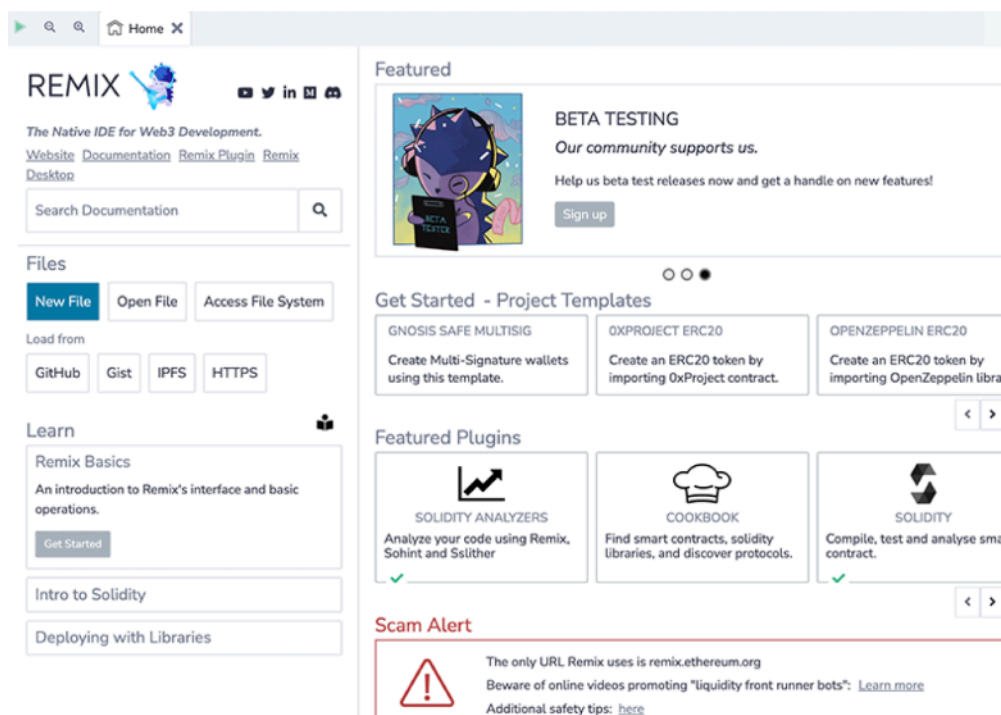 Home
REMIX
The Native IDE for Web3 Development.
Website Documentation Remix Plugin Remix
Desktop
Search Documentation
Files
New File Open File Access File System
Load from
GitHub Gist IPFS HTTPS
Learn
Remix Basics
An introduction to Remix's interface and basic
operations.
Get Started
Intro to Solidity
Deploying with Libraries
Featured
BETA TESTER
BETA TESTING
Our community supports us.
Help us beta test releases now and get a handle on new features!
Sign up
Get Started - Project Templates
GNOSIS SAFE MULTISIG
Create Multi-Signature wallets
using this template.
0XPROJECT ERC20
Create an ERC20 token by
importing 0xProject contract.
OPENZEPPELIN ERC20
Create an ERC20 token by
importing OpenZeppelin libra
Featured Plugins
SOLIDITY ANALYZERS
Analyze your code using Remix,
Sohint and Sslither
COOKBOOK
Find smart contracts, solidity
libraries, and discover protocols.
SOLIDITY
Compile, test and analyse sma
contract.
Scam Alert
The only URL Remix uses is remix.ethereum.org
Beware of online videos promoting "liquidity front runner bots": Learn more
Additional safety tips: here